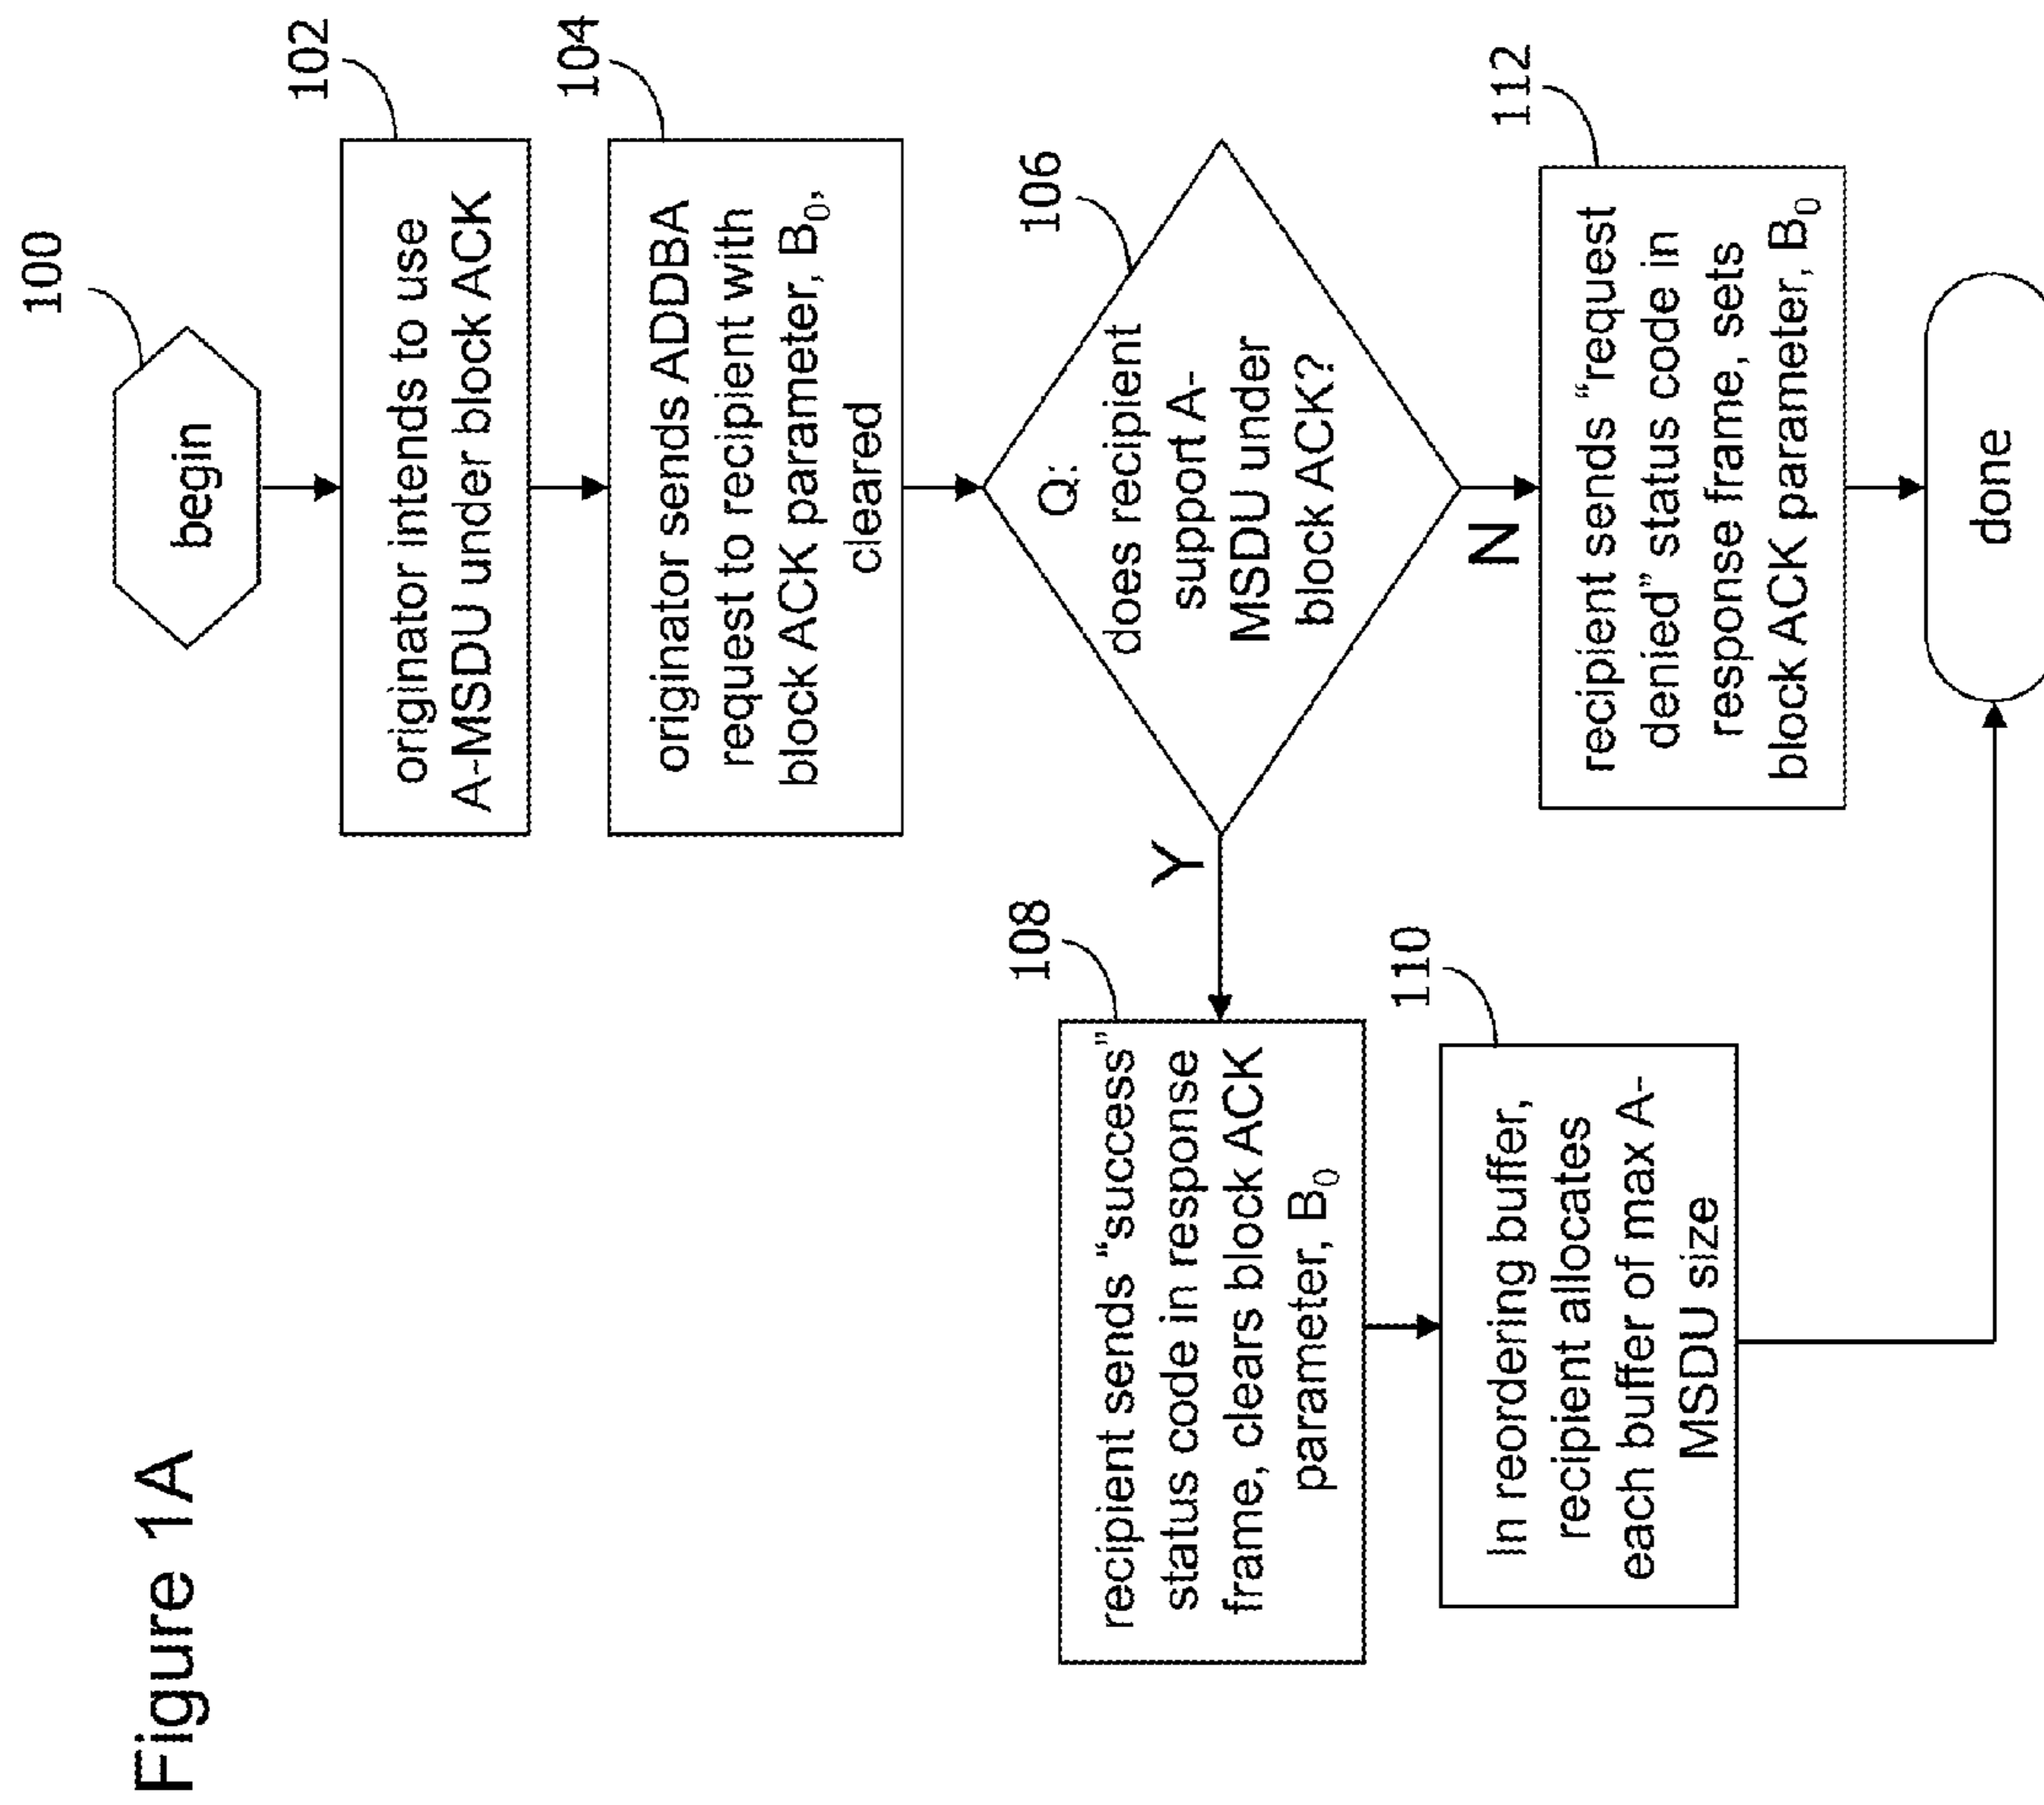 Figure 1A
100
begin
102
originator intends to use
A-MSDU under block ACK
104
originator sends ADDBA
request to recipient with
block ACK parameter, B₀,
cleared
106
Q:
does recipient
support A-
MSDU under
block ACK?
Y
N
108
recipient sends “success”
status code in response
frame, clears block ACK
parameter, B₀
110
In reordering buffer,
recipient allocates
each buffer of max A-
MSDU size
112
recipient sends “request
denied” status code in
response frame, sets
block ACK parameter, B₀
done